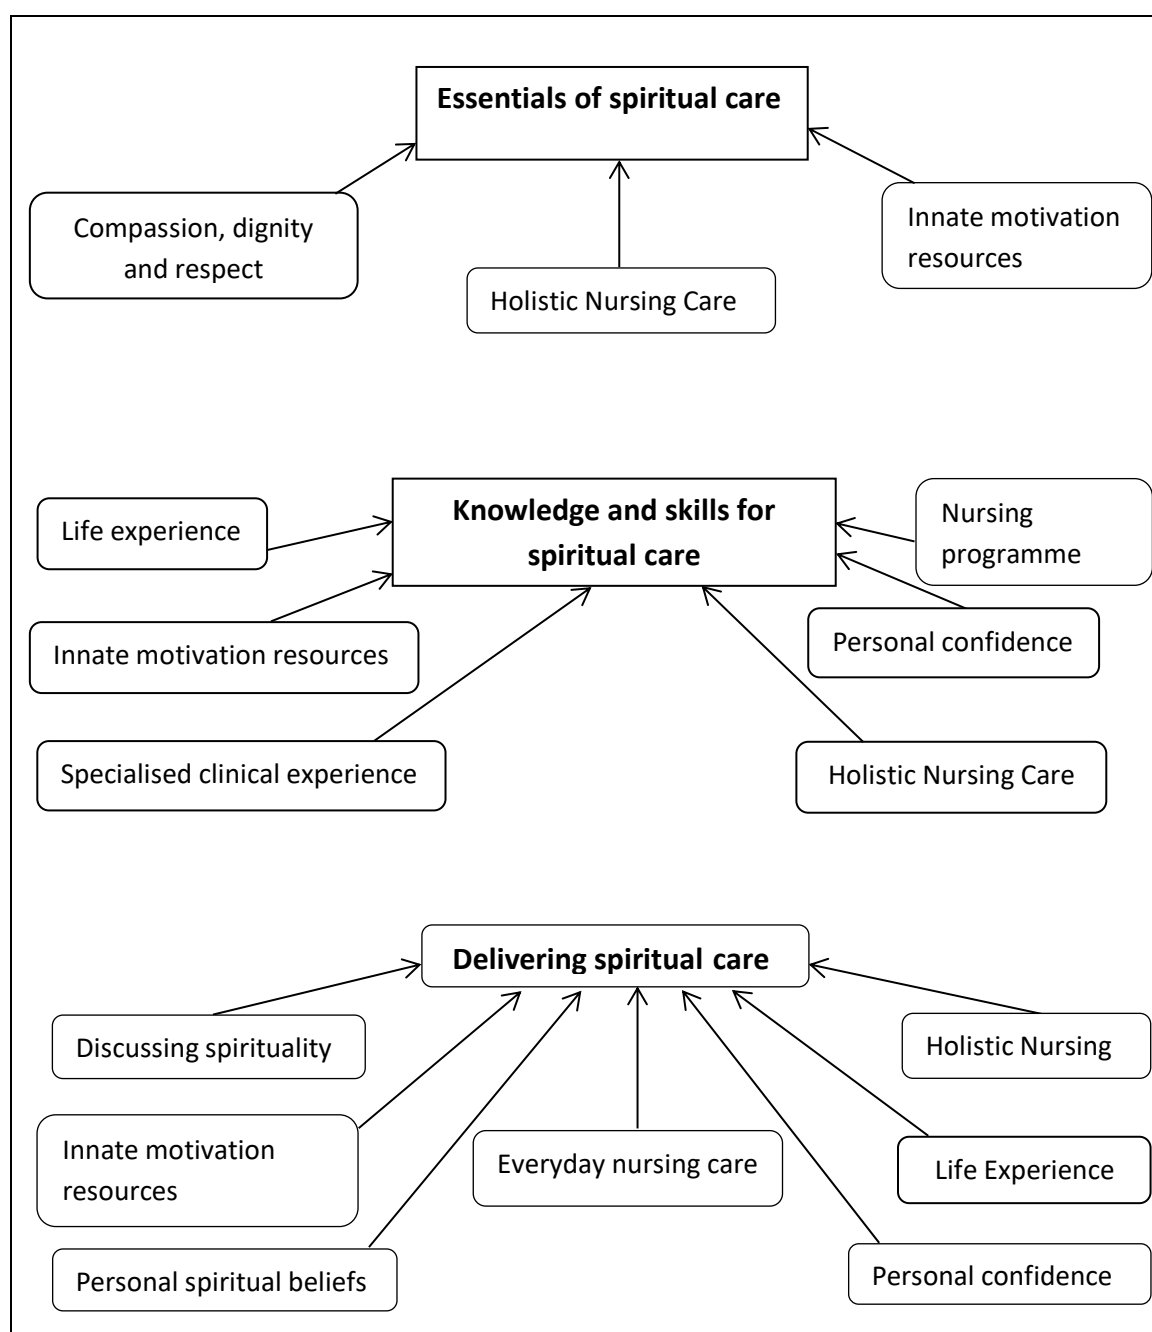 Essentials of spiritual care
Compassion, dignity
and respect
Innate motivation
resources
Holistic Nursing Care
Knowledge and skills for
spiritual care
Life experience
Nursing
programme
Innate motivation resources
Personal confidence
Specialised clinical experience
Holistic Nursing Care
Delivering spiritual care
Discussing spirituality
Holistic Nursing
Innate motivation
resources
Everyday nursing care
Life Experience
Personal spiritual beliefs
Personal confidence